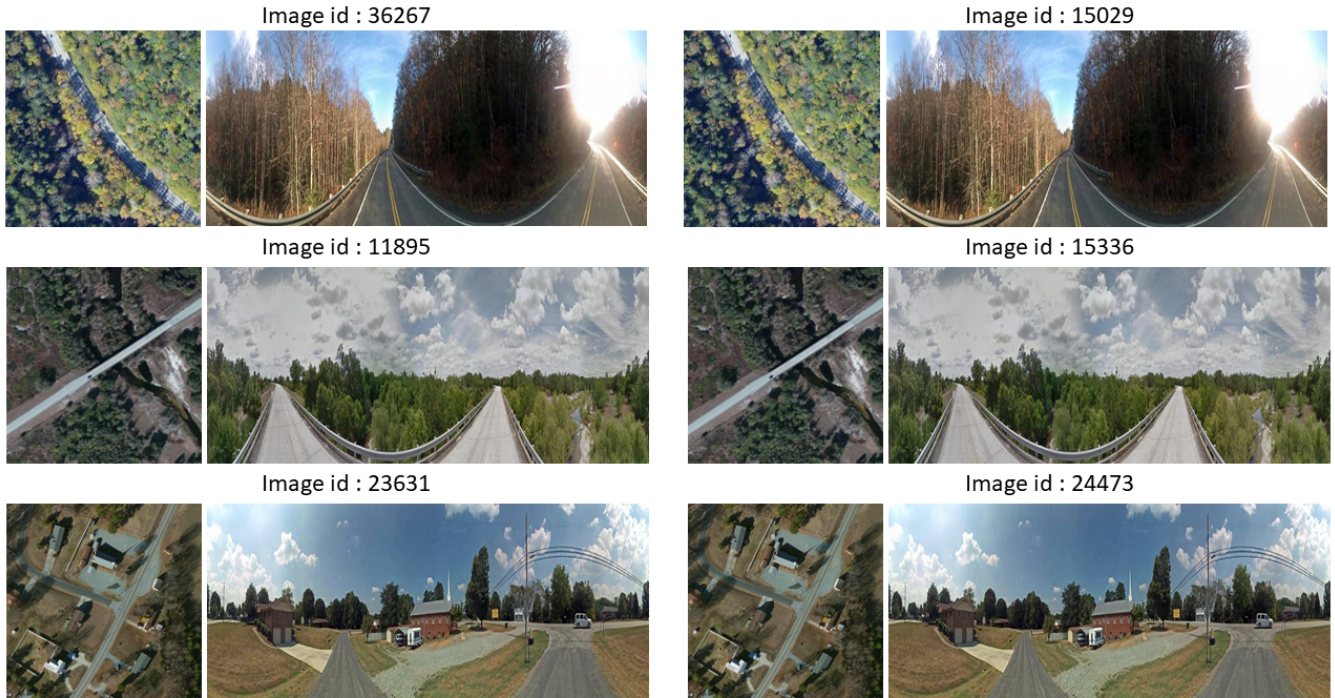 Image id : 36267
Image id : 15029
Image id : 11895
Image id : 15336
Image id : 23631
Image id : 24473